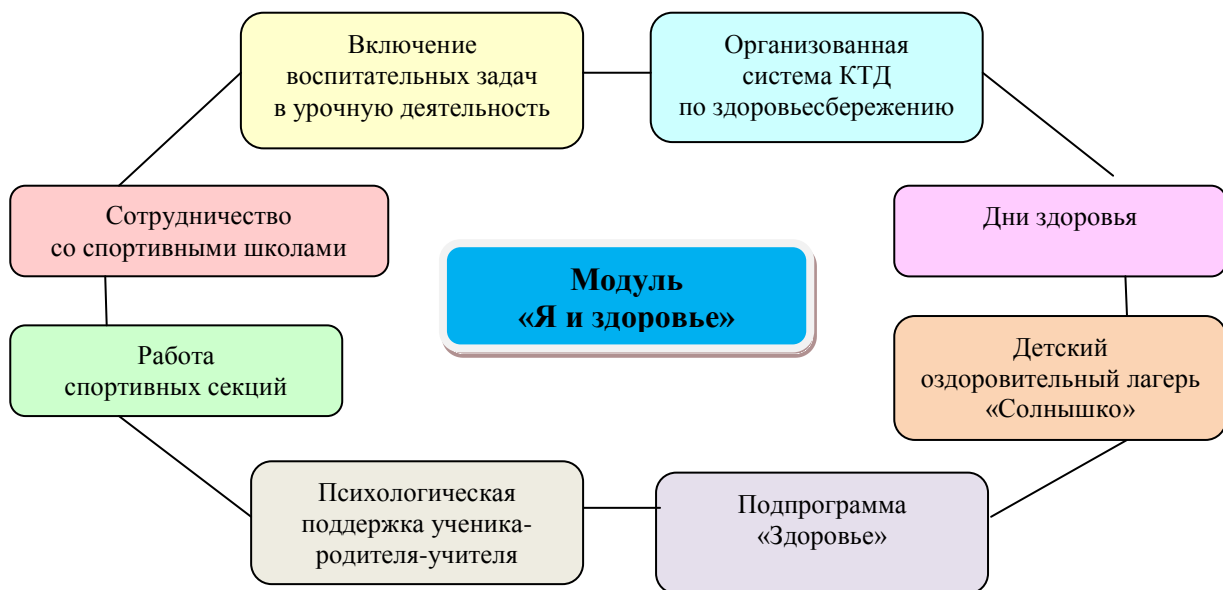 Включение
воспитательных задач
в урочную деятельность
Организованная
система КТД
по здоровьесбережению
Сотрудничество
со спортивными школами
Дни здоровья
Модуль
«Я и здоровье»
Работа
спортивных секций
Детский
оздоровительный лагерь
«Солнышко»
Психологическая
поддержка ученика-
родителя-учителя
Подпрограмма
«Здоровье»